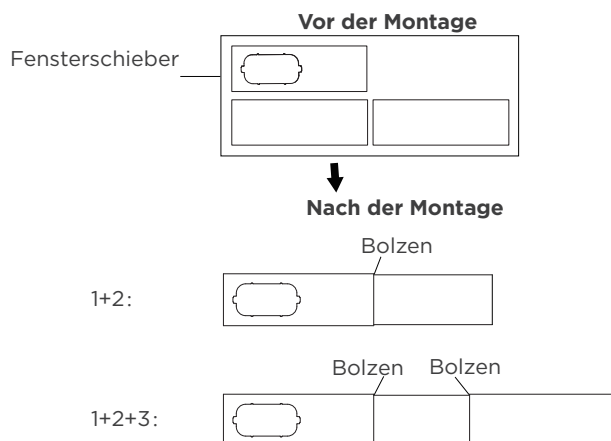 Vor der Montage
Fensterschieber
Nach der Montage
Bolzen
1+2:
Bolzen Bolzen
1+2+3: